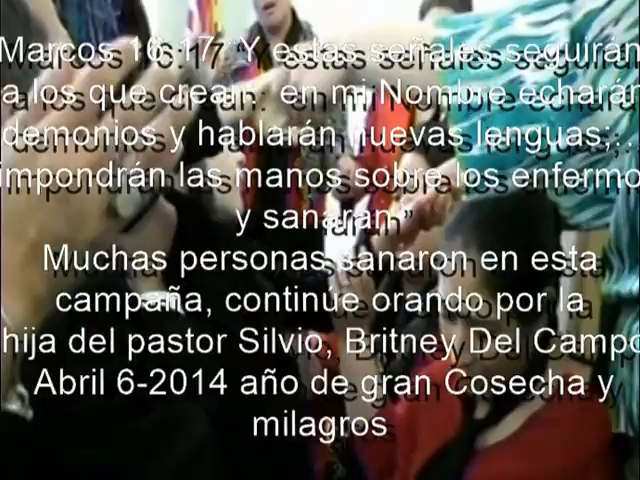 Marcos 16:17 "Y estas señales seguirán
a los que crean: en mi Nombre echarán
demonios y hablarán nuevas lenguas;...
impondrán las manos sobre los enfermo
y sanarán."
Muchas personas sanaron en esta
campaña, continúe orando por la
hija del pastor Silvio, Britney Del Campo
Abril 6-2014 año de gran Cosecha y
milagros